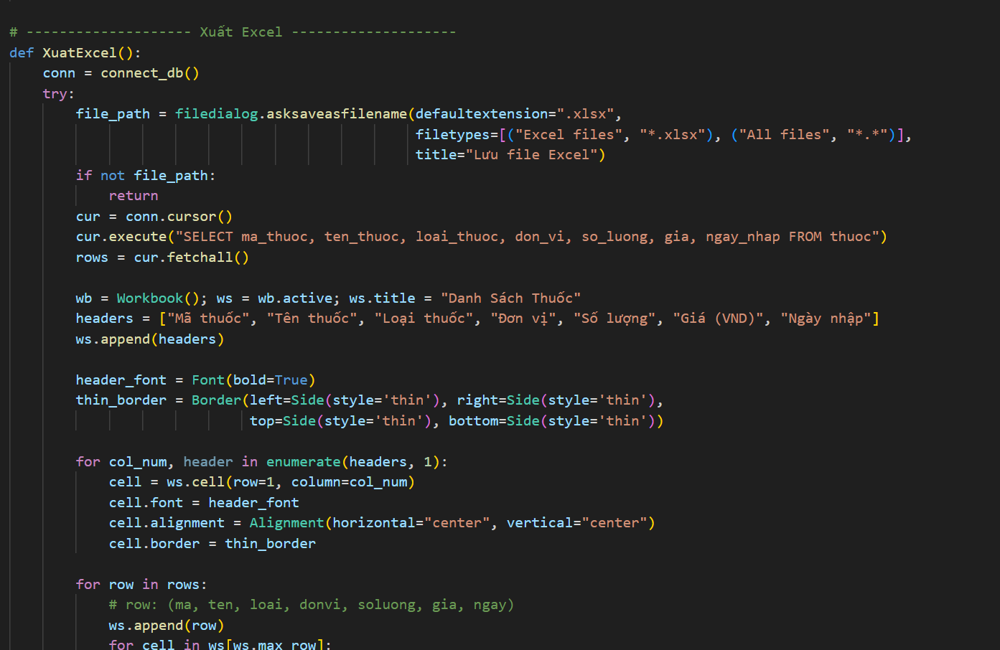 # -------------------- Xuất Excel --------------------
def XuatExcel():
    conn = connect_db()
    try:
        file_path = filedialog.asksaveasfilename(defaultextension=".xlsx",
                                                 filetypes=[("Excel files", "*.xlsx"), ("All files", "*.*")],
                                                 title="Lưu file Excel")
        if not file_path:
            return
        cur = conn.cursor()
        cur.execute("SELECT ma_thuoc, ten_thuoc, loai_thuoc, don_vi, so_luong, gia, ngay_nhap FROM thuoc")
        rows = cur.fetchall()

        wb = Workbook(); ws = wb.active; ws.title = "Danh Sách Thuốc"
        headers = ["Mã thuốc", "Tên thuốc", "Loại thuốc", "Đơn vị", "Số lượng", "Giá (VND)", "Ngày nhập"]
        ws.append(headers)

        header_font = Font(bold=True)
        thin_border = Border(left=Side(style='thin'), right=Side(style='thin'),
                             top=Side(style='thin'), bottom=Side(style='thin'))

        for col_num, header in enumerate(headers, 1):
            cell = ws.cell(row=1, column=col_num)
            cell.font = header_font
            cell.alignment = Alignment(horizontal="center", vertical="center")
            cell.border = thin_border

        for row in rows:
            # row: (ma, ten, loai, donvi, soluong, gia, ngay)
            ws.append(row)
            for cell in ws[ws.max_row]: